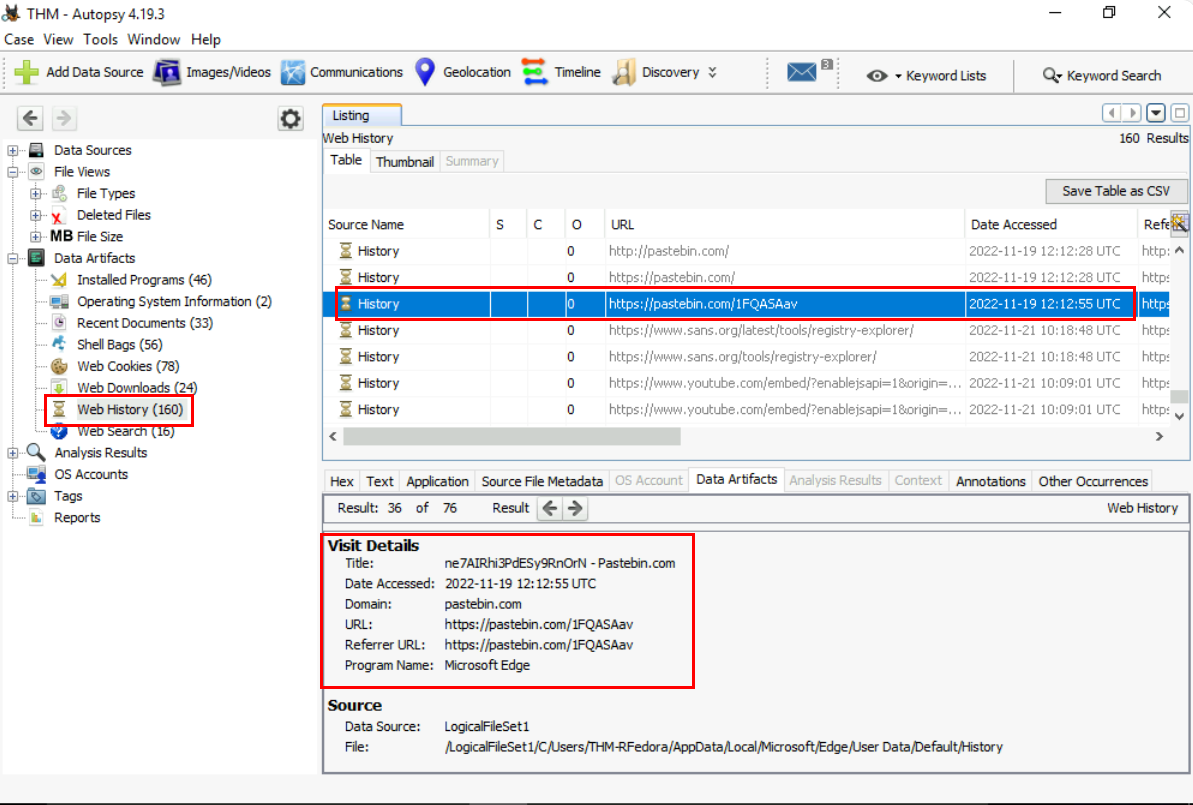 THM - Autopsy 4.19.3
Case View Tools Window Help
Add Data Source Images/Videos Communications Geolocation Timeline Discovery 3 Keyword Lists Keyword Search
Data Sources
File Views
File Types
Deleted Files
MB File Size
Data Artifacts
Installed Programs (46)
Operating System Information (2)
Recent Documents (33)
Shell Bags (56)
Web Cookies (78)
Web Downloads (24)
Web History (160)
Web Search (16)
Analysis Results
OS Accounts
Tags
Reports
Listing
Web History 160 Results
Table Thumbnail Summary
Save Table as CSV
Source Name S C O URL Date Accessed Refe
History 0 http://pastebin.com/ 2022-11-19 12:12:28 UTC http:
History 0 https://pastebin.com/ 2022-11-19 12:12:28 UTC https
History 0 https://pastebin.com/1FQASAav 2022-11-19 12:12:55 UTC https
History 0 https://www.sans.org/latest/tools/registry-explorer/ 2022-11-21 10:18:48 UTC https
History 0 https://www.sans.org/tools/registry-explorer/ 2022-11-21 10:18:48 UTC https
History 0 https://www.youtube.com/embed/?enablejsapi=1&origin=... 2022-11-21 10:09:01 UTC https
History 0 https://www.youtube.com/embed/?enablejsapi=1&origin=... 2022-11-21 10:09:01 UTC https
Hex Text Application Source File Metadata OS Account Data Artifacts Analysis Results Context Annotations Other Occurrences
Result: 36 of 76 Result Web History
Visit Details
Title: ne7AIRhi3PdESy9RnOrN - Pastebin.com
Date Accessed: 2022-11-19 12:12:55 UTC
Domain: pastebin.com
URL: https://pastebin.com/1FQASAav
Referrer URL: https://pastebin.com/1FQASAav
Program Name: Microsoft Edge
Source
Data Source: LogicalFileSet1
File: /LogicalFileSet1/C/Users/THM-RFedora/AppData/Local/Microsoft/Edge/User Data/Default/History